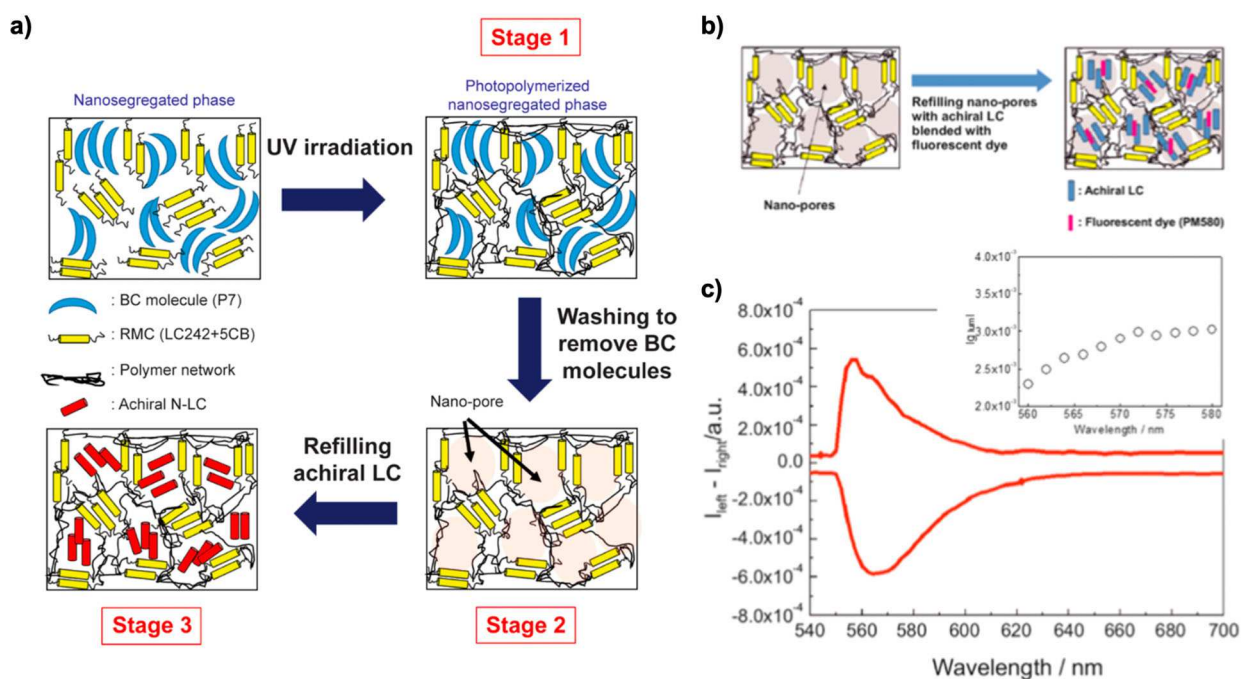 a)
Stage 1
Nanosegregated phase
Photopolymerized
nanosegregated phase
UV irradiation
: BC molecule (P7)
: RMC (LC242+5CB)
: Polymer network
: Achiral N-LC
Washing to
remove BC
molecules
Nano-pore
Refilling
achiral LC
Stage 3
Stage 2
b)
Refilling nano-pores
with achiral LC
blended with
fluorescent dye
Nano-pores
: Achiral LC
: Fluorescent dye (PM580)
c)
8.0x10⁻⁴
6.0x10⁻⁴
4.0x10⁻⁴
2.0x10⁻⁴
0.0
-2.0x10⁻⁴
-4.0x10⁻⁴
-6.0x10⁻⁴
-8.0x10⁻⁴
I left - I right/a.u.
540 560 580 600 620 640 660 680 700
Wavelength / nm
4.0x10⁻³
3.5x10⁻³
3.0x10⁻³
2.5x10⁻³
2.0x10⁻³
|g lum|
560 565 570 575 580
Wavelength / nm